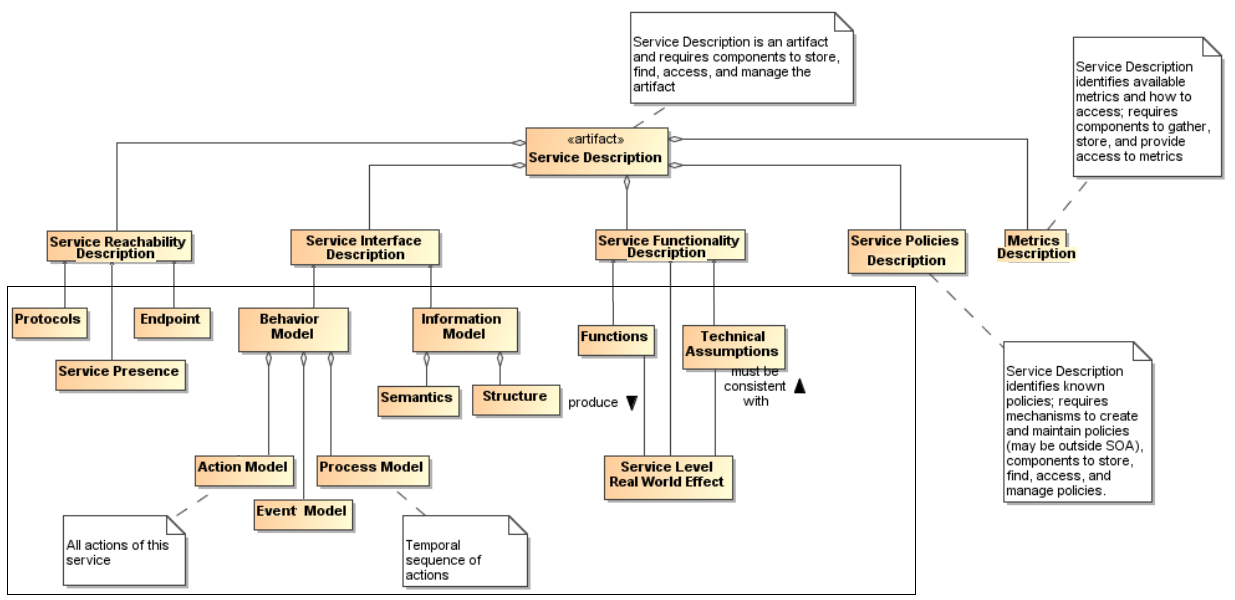 Service Description is an artifact
and requires components to store,
find, access, and manage the
artifact
Service Description
identifies available
metrics and how to
access; requires
components to gather,
store, and provide
access to metrics
«artifact»
Service Description
Service Reachability
Description
Service Interface
Description
Service Functionality
Description
Service Policies
Description
Metrics
Description
Protocols
Endpoint
Service Presence
Behavior
Model
Information
Model
Semantics
Structure
Functions
Technical
Assumptions
produce
must be
consistent
with
Action Model
Process Model
Event Model
Service Level
Real World Effect
All actions of this
service
Temporal
sequence of
actions
Service Description
identifies known
policies; requires
mechanisms to create
and maintain policies
(may be outside SOA),
components to store,
find, access, and
manage policies.